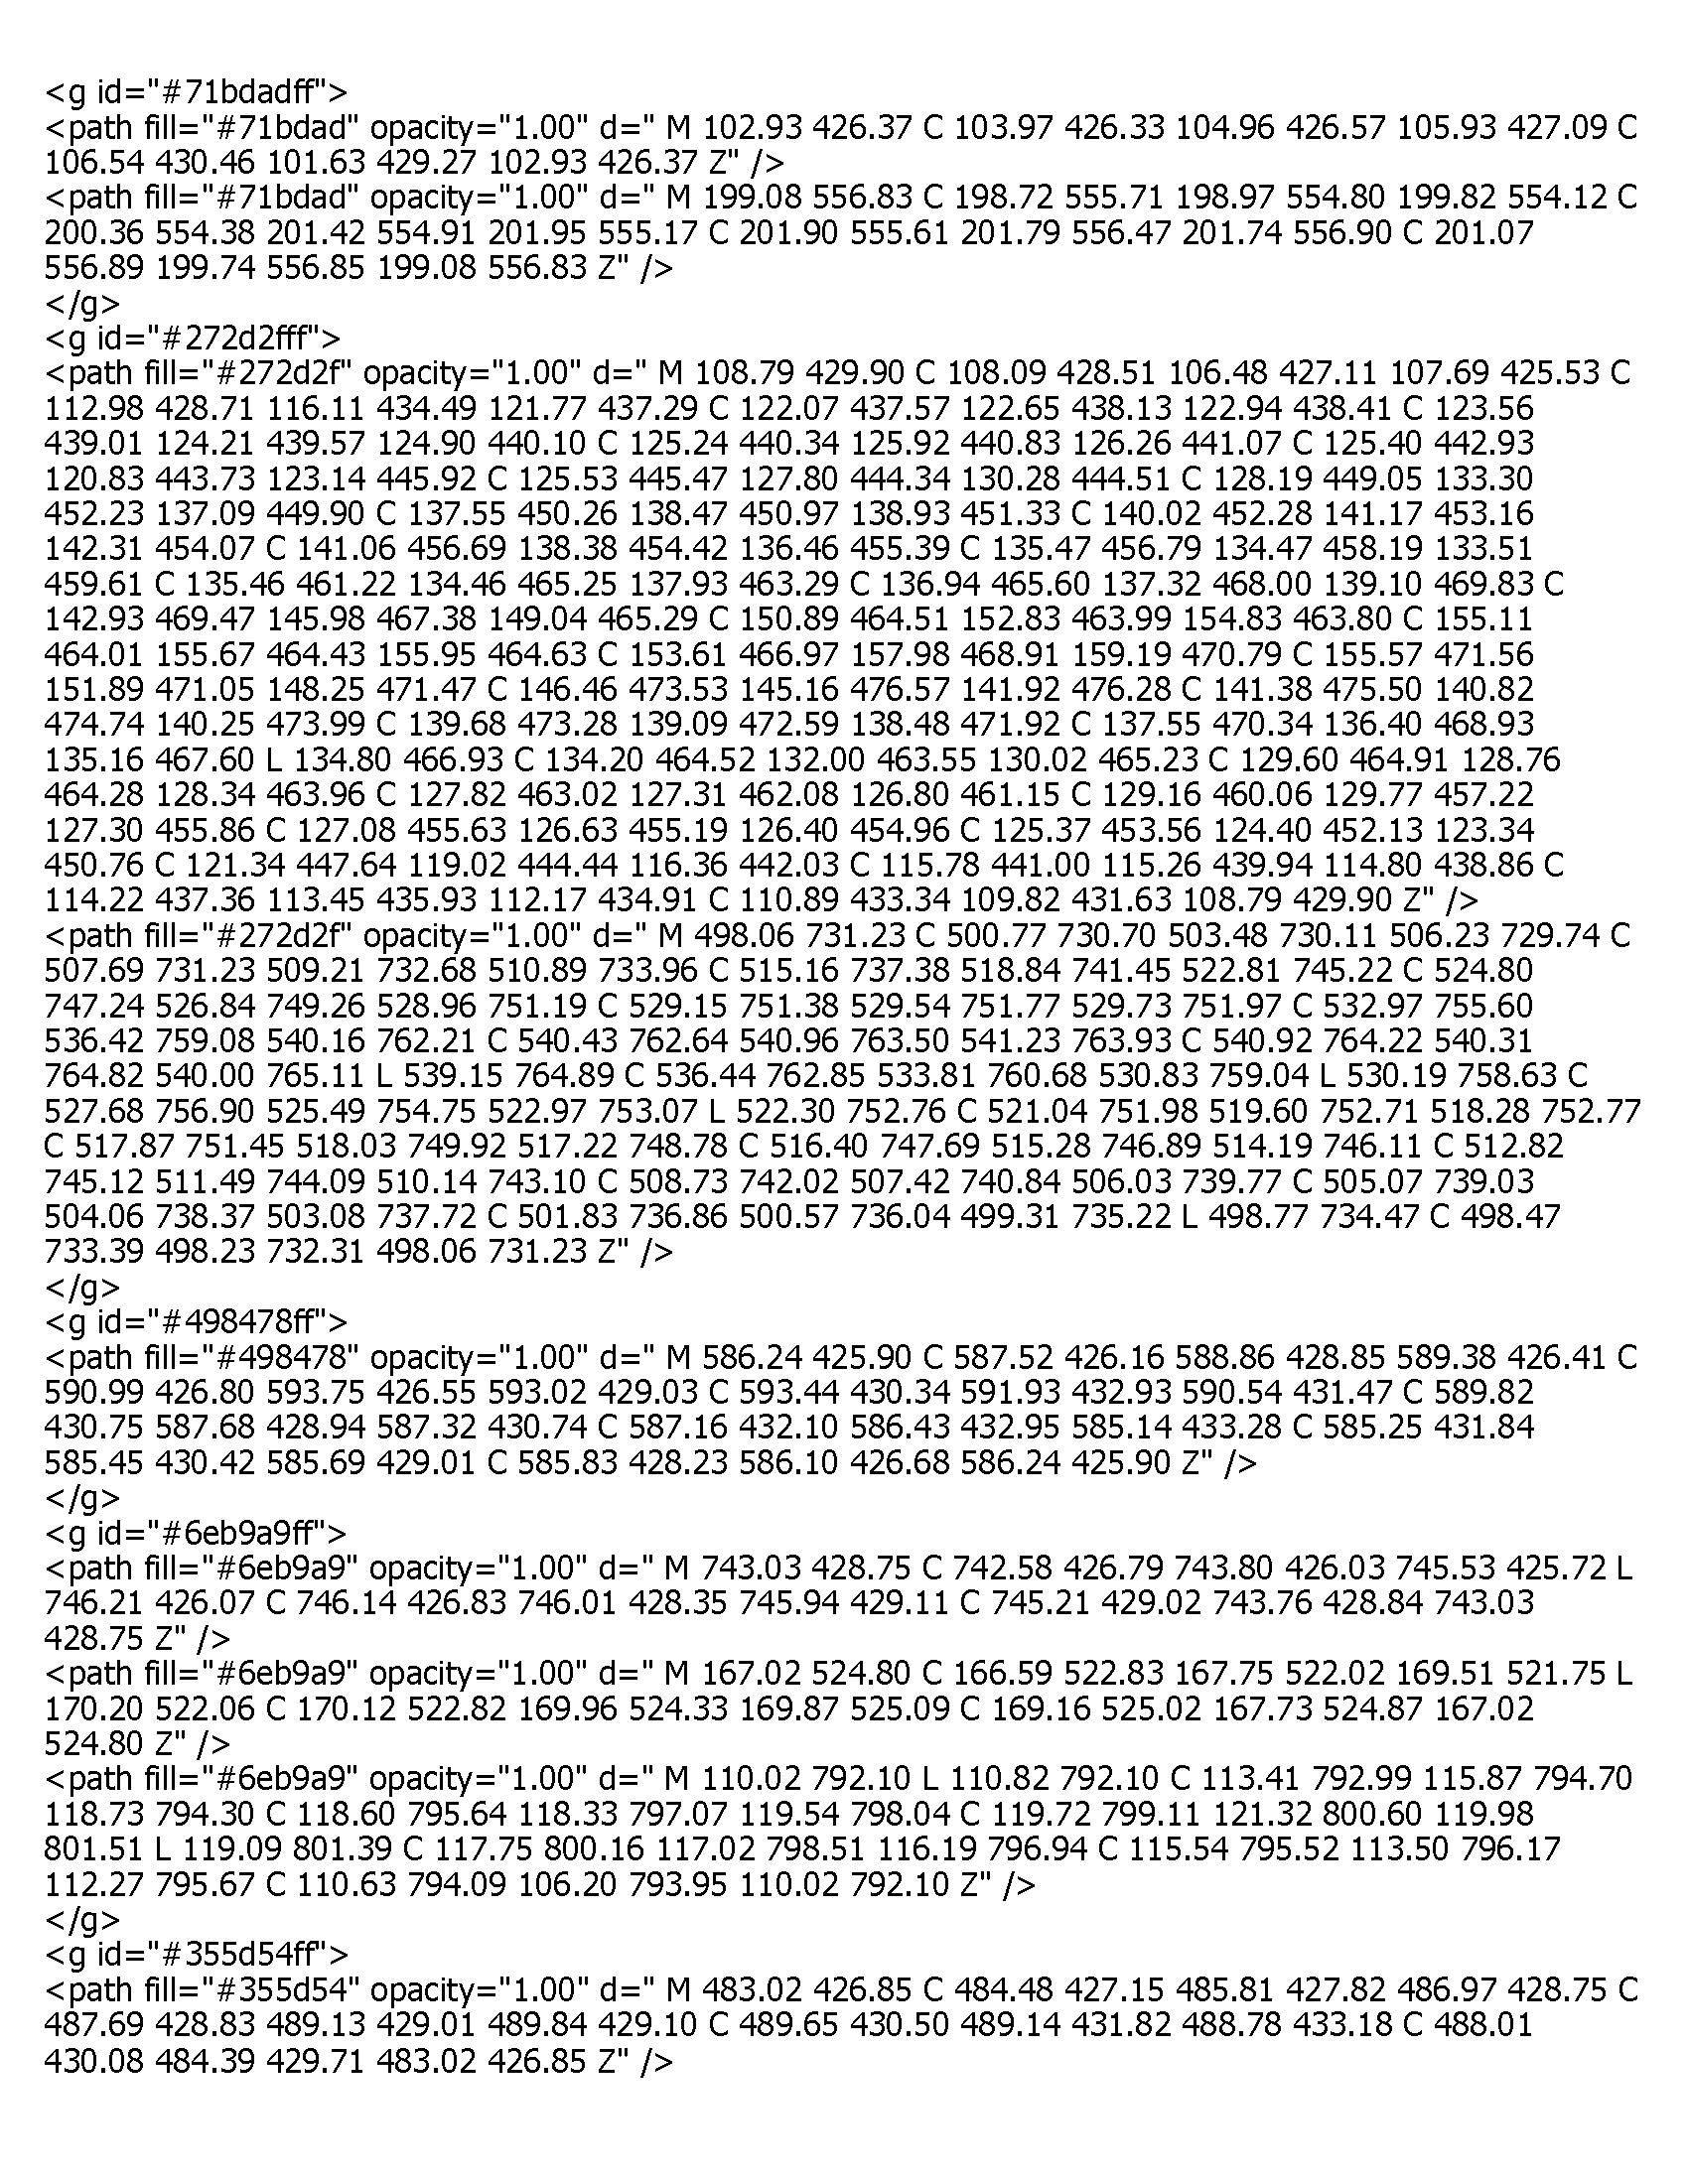 <g id="#71bdadff">
<path fill="#71bdad" opacity="1.00" d=" M 102.93 426.37 C 103.97 426.33 104.96 426.57 105.93 427.09 C
106.54 430.46 101.63 429.27 102.93 426.37 Z" />
<path fill="#71bdad" opacity="1.00" d=" M 199.08 556.83 C 198.72 555.71 198.97 554.80 199.82 554.12 C
200.36 554.38 201.42 554.91 201.95 555.17 C 201.90 555.61 201.79 556.47 201.74 556.90 C 201.07
556.89 199.74 556.85 199.08 556.83 Z" />
</g>
<g id="#272d2fff">
<path fill="#272d2f" opacity="1.00" d=" M 108.79 429.90 C 108.09 428.51 106.48 427.11 107.69 425.53 C
112.98 428.71 116.11 434.49 121.77 437.29 C 122.07 437.57 122.65 438.13 122.94 438.41 C 123.56
439.01 124.21 439.57 124.90 440.10 C 125.24 440.34 125.92 440.83 126.26 441.07 C 125.40 442.93
120.83 443.73 123.14 445.92 C 125.53 445.47 127.80 444.34 130.28 444.51 C 128.19 449.05 133.30
452.23 137.09 449.90 C 137.55 450.26 138.47 450.97 138.93 451.33 C 140.02 452.28 141.17 453.16
142.31 454.07 C 141.06 456.69 138.38 454.42 136.46 455.39 C 135.47 456.79 134.47 458.19 133.51
459.61 C 135.46 461.22 134.46 465.25 137.93 463.29 C 136.94 465.60 137.32 468.00 139.10 469.83 C
142.93 469.47 145.98 467.38 149.04 465.29 C 150.89 464.51 152.83 463.99 154.83 463.80 C 155.11
464.01 155.67 464.43 155.95 464.63 C 153.61 466.97 157.98 468.91 159.19 470.79 C 155.57 471.56
151.89 471.05 148.25 471.47 C 146.46 473.53 145.16 476.57 141.92 476.28 C 141.38 475.50 140.82
474.74 140.25 473.99 C 139.68 473.28 139.09 472.59 138.48 471.92 C 137.55 470.34 136.40 468.93
135.16 467.60 L 134.80 466.93 C 134.20 464.52 132.00 463.55 130.02 465.23 C 129.60 464.91 128.76
464.28 128.34 463.96 C 127.82 463.02 127.31 462.08 126.80 461.15 C 129.16 460.06 129.77 457.22
127.30 455.86 C 127.08 455.63 126.63 455.19 126.40 454.96 C 125.37 453.56 124.40 452.13 123.34
450.76 C 121.34 447.64 119.02 444.44 116.36 442.03 C 115.78 441.00 115.26 439.94 114.80 438.86 C
114.22 437.36 113.45 435.93 112.17 434.91 C 110.89 433.34 109.82 431.63 108.79 429.90 Z" />
<path fill="#272d2f" opacity="1.00" d=" M 498.06 731.23 C 500.77 730.70 503.48 730.11 506.23 729.74 C
507.69 731.23 509.21 732.68 510.89 733.96 C 515.16 737.38 518.84 741.45 522.81 745.22 C 524.80
747.24 526.84 749.26 528.96 751.19 C 529.15 751.38 529.54 751.77 529.73 751.97 C 532.97 755.60
536.42 759.08 540.16 762.21 C 540.43 762.64 540.96 763.50 541.23 763.93 C 540.92 764.22 540.31
764.82 540.00 765.11 L 539.15 764.89 C 536.44 762.85 533.81 760.68 530.83 759.04 L 530.19 758.63 C
527.68 756.90 525.49 754.75 522.97 753.07 L 522.30 752.76 C 521.04 751.98 519.60 752.71 518.28 752.77
C 517.87 751.45 518.03 749.92 517.22 748.78 C 516.40 747.69 515.28 746.89 514.19 746.11 C 512.82
745.12 511.49 744.09 510.14 743.10 C 508.73 742.02 507.42 740.84 506.03 739.77 C 505.07 739.03
504.06 738.37 503.08 737.72 C 501.83 736.86 500.57 736.04 499.31 735.22 L 498.77 734.47 C 498.47
733.39 498.23 732.31 498.06 731.23 Z" />
</g>
<g id="#498478ff">
<path fill="#498478" opacity="1.00" d=" M 586.24 425.90 C 587.52 426.16 588.86 428.85 589.38 426.41 C
590.99 426.80 593.75 426.55 593.02 429.03 C 593.44 430.34 591.93 432.93 590.54 431.47 C 589.82
430.75 587.68 428.94 587.32 430.74 C 587.16 432.10 586.43 432.95 585.14 433.28 C 585.25 431.84
585.45 430.42 585.69 429.01 C 585.83 428.23 586.10 426.68 586.24 425.90 Z" />
</g>
<g id="#6eb9a9ff">
<path fill="#6eb9a9" opacity="1.00" d=" M 743.03 428.75 C 742.58 426.79 743.80 426.03 745.53 425.72 L
746.21 426.07 C 746.14 426.83 746.01 428.35 745.94 429.11 C 745.21 429.02 743.76 428.84 743.03
428.75 Z" />
<path fill="#6eb9a9" opacity="1.00" d=" M 167.02 524.80 C 166.59 522.83 167.75 522.02 169.51 521.75 L
170.20 522.06 C 170.12 522.82 169.96 524.33 169.87 525.09 C 169.16 525.02 167.73 524.87 167.02
524.80 Z" />
<path fill="#6eb9a9" opacity="1.00" d=" M 110.02 792.10 L 110.82 792.10 C 113.41 792.99 115.87 794.70
118.73 794.30 C 118.60 795.64 118.33 797.07 119.54 798.04 C 119.72 799.11 121.32 800.60 119.98
801.51 L 119.09 801.39 C 117.75 800.16 117.02 798.51 116.19 796.94 C 115.54 795.52 113.50 796.17
112.27 795.67 C 110.63 794.09 106.20 793.95 110.02 792.10 Z" />
</g>
<g id="#355d54ff">
<path fill="#355d54" opacity="1.00" d=" M 483.02 426.85 C 484.48 427.15 485.81 427.82 486.97 428.75 C
487.69 428.83 489.13 429.01 489.84 429.10 C 489.65 430.50 489.14 431.82 488.78 433.18 C 488.01
430.08 484.39 429.71 483.02 426.85 Z" />